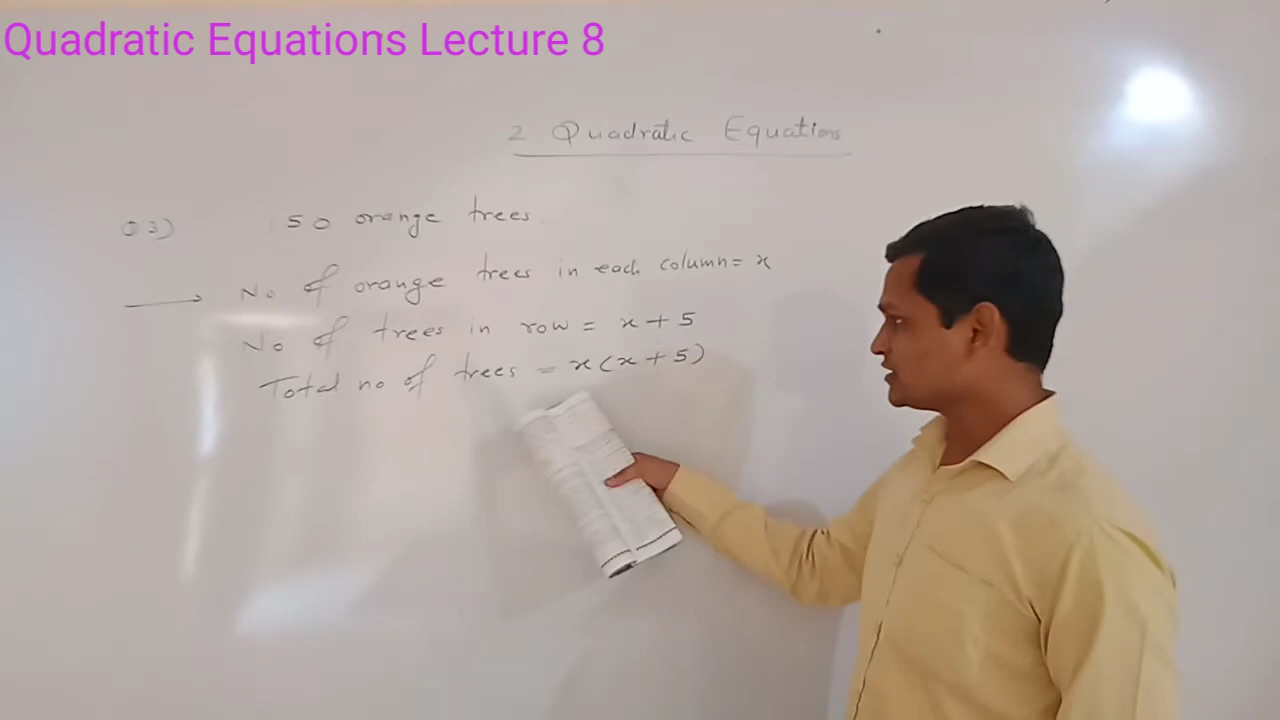 Quadratic Equations Lecture 8
2 Quadratic Equations
Q3) 150 orange trees.
No of orange trees in each column = x
No of trees in row = x + 5
Total no of trees = x(x + 5)